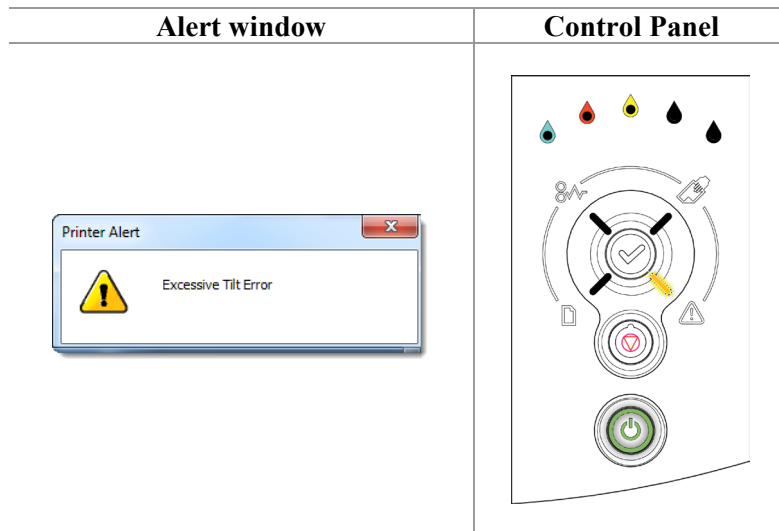 Alert window
Control Panel
Printer Alert
Excessive Tilt Error